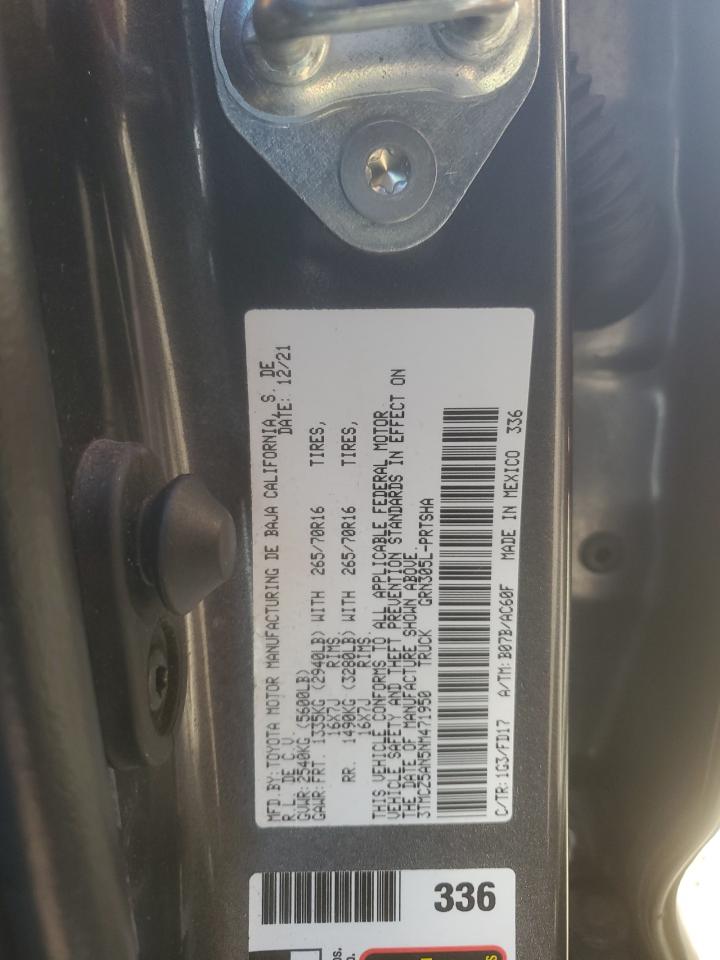 MFD.BY:TOYOTA MOTOR MANUFACTURING DE BAJA CALIFORNIA, S. DE
R.L. DE C.V. DATE: 12/21
GVWR:2540KG(5600LB)
GAWR:FRT. 1335KG(2940LB) WITH 265/70R16 TIRES,
16X7J RIMS.
RR. 1490KG (3280LB) WITH 265/70R16 TIRES,
16X7J RIMS.
THIS VEHICLE CONFORMS TO ALL APPLICABLE FEDERAL MOTOR
VEHICLE SAFETY AND THEFT PREVENTION STANDARDS IN EFFECT ON
THE DATE OF MANUFACTURE SHOWN ABOVE.
3TMCZ5AN5NM471950 TRUCK GRN305L-PRTSHA
C/TR:1G3/FD17 A/TM:B07B/AC60F MADE IN MEXICO 336
336